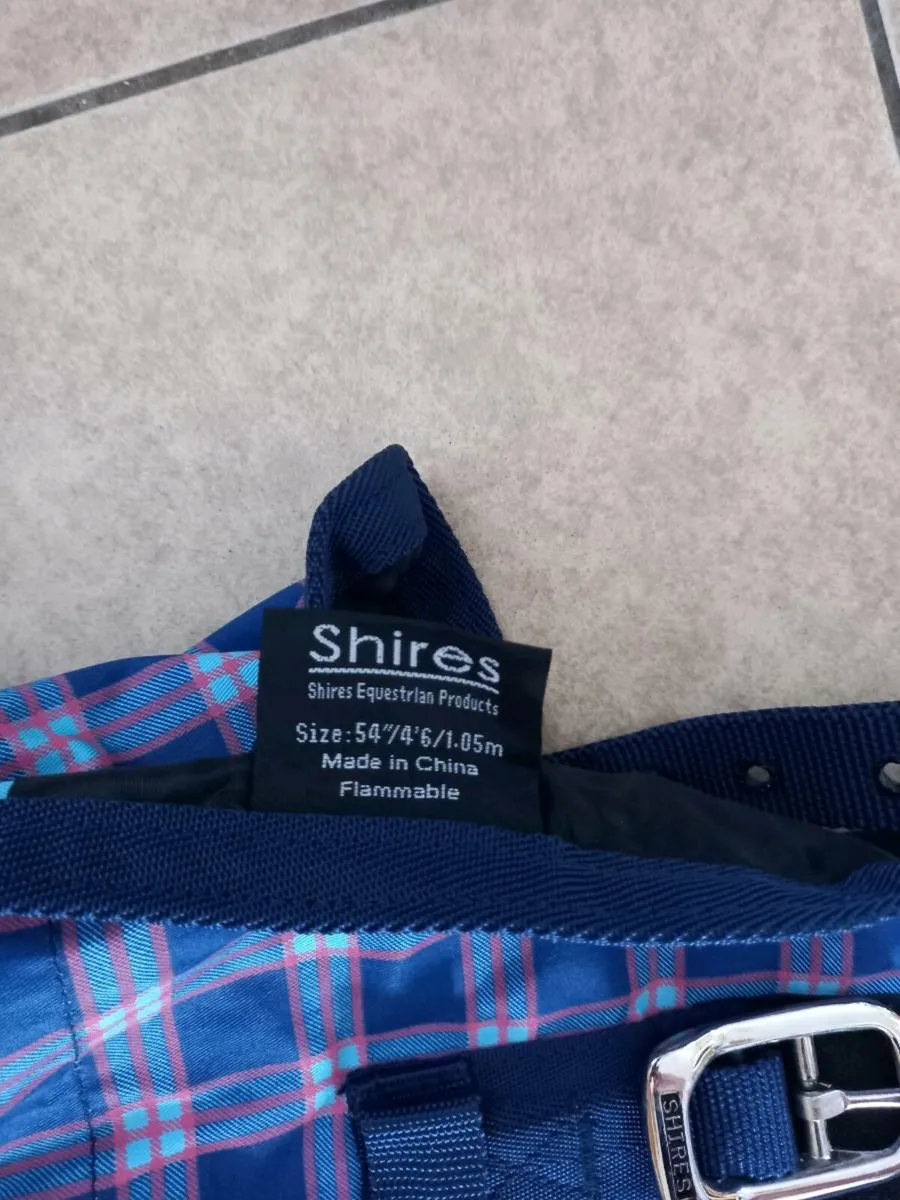 Shires
Shires Equestrian Products
Size:54"/4'6/1.05m
Made in China
Flammable
SHIRES